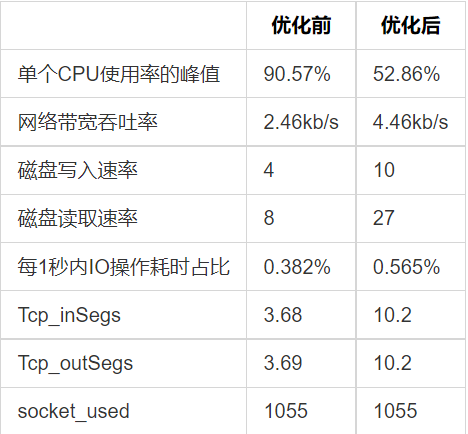 优化前 优化后
单个CPU使用率的峰值 90.57% 52.86%
网络带宽吞吐率 2.46kb/s 4.46kb/s
磁盘写入速率 4 10
磁盘读取速率 8 27
每1秒内IO操作耗时占比 0.382% 0.565%
Tcp_inSegs 3.68 10.2
Tcp_outSegs 3.69 10.2
socket_used 1055 1055